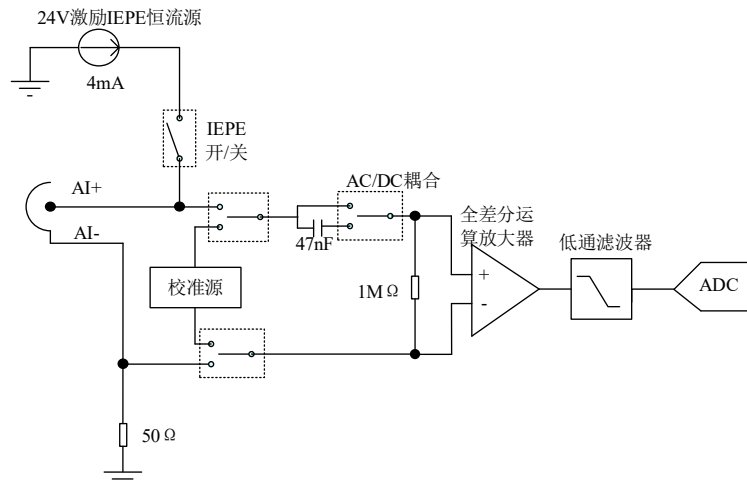 24V激励IEPE恒流源
4mA
IEPE
开/关
AI+
AC/DC耦合
AI-
47nF
全差分运
算放大器
低通滤波器
校准源
1MΩ
+
-
ADC
50Ω